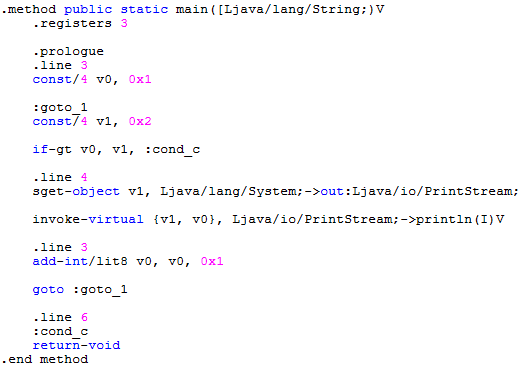 .method public static main([Ljava/lang/String;)V
.registers 3
.prologue
.line 3
const/4 v0, 0x1
:goto_1
const/4 v1, 0x2
if-gt v0, v1, :cond_c
.line 4
sget-object v1, Ljava/lang/System;->out:Ljava/io/PrintStream;
invoke-virtual {v1, v0}, Ljava/io/PrintStream;->println(I)V
.line 3
add-int/lit8 v0, v0, 0x1
goto :goto_1
.line 6
:cond_c
return-void
.end method